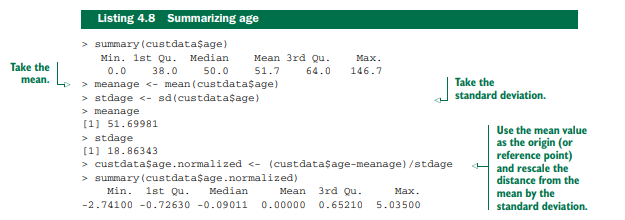 Listing 4.8 Summarizing age
> summary(custdata$age)
Min. 1st Qu. Median Mean 3rd Qu. Max.
0.0 38.0 50.0 51.7 64.0 146.7
Take the
mean.
> meanage <- mean(custdata$age)
> stdage <- sd(custdata$age)
Take the
standard deviation.
> meanage
[1] 51.69981
> stdage
[1] 18.86343
> custdata$age.normalized <- (custdata$age-meanage)/stdage
Use the mean value
as the origin (or
reference point)
and rescale the
distance from the
mean by the
standard deviation.
> summary(custdata$age.normalized)
Min. 1st Qu. Median Mean 3rd Qu. Max.
-2.74100 -0.72630 -0.09011 0.00000 0.65210 5.03500